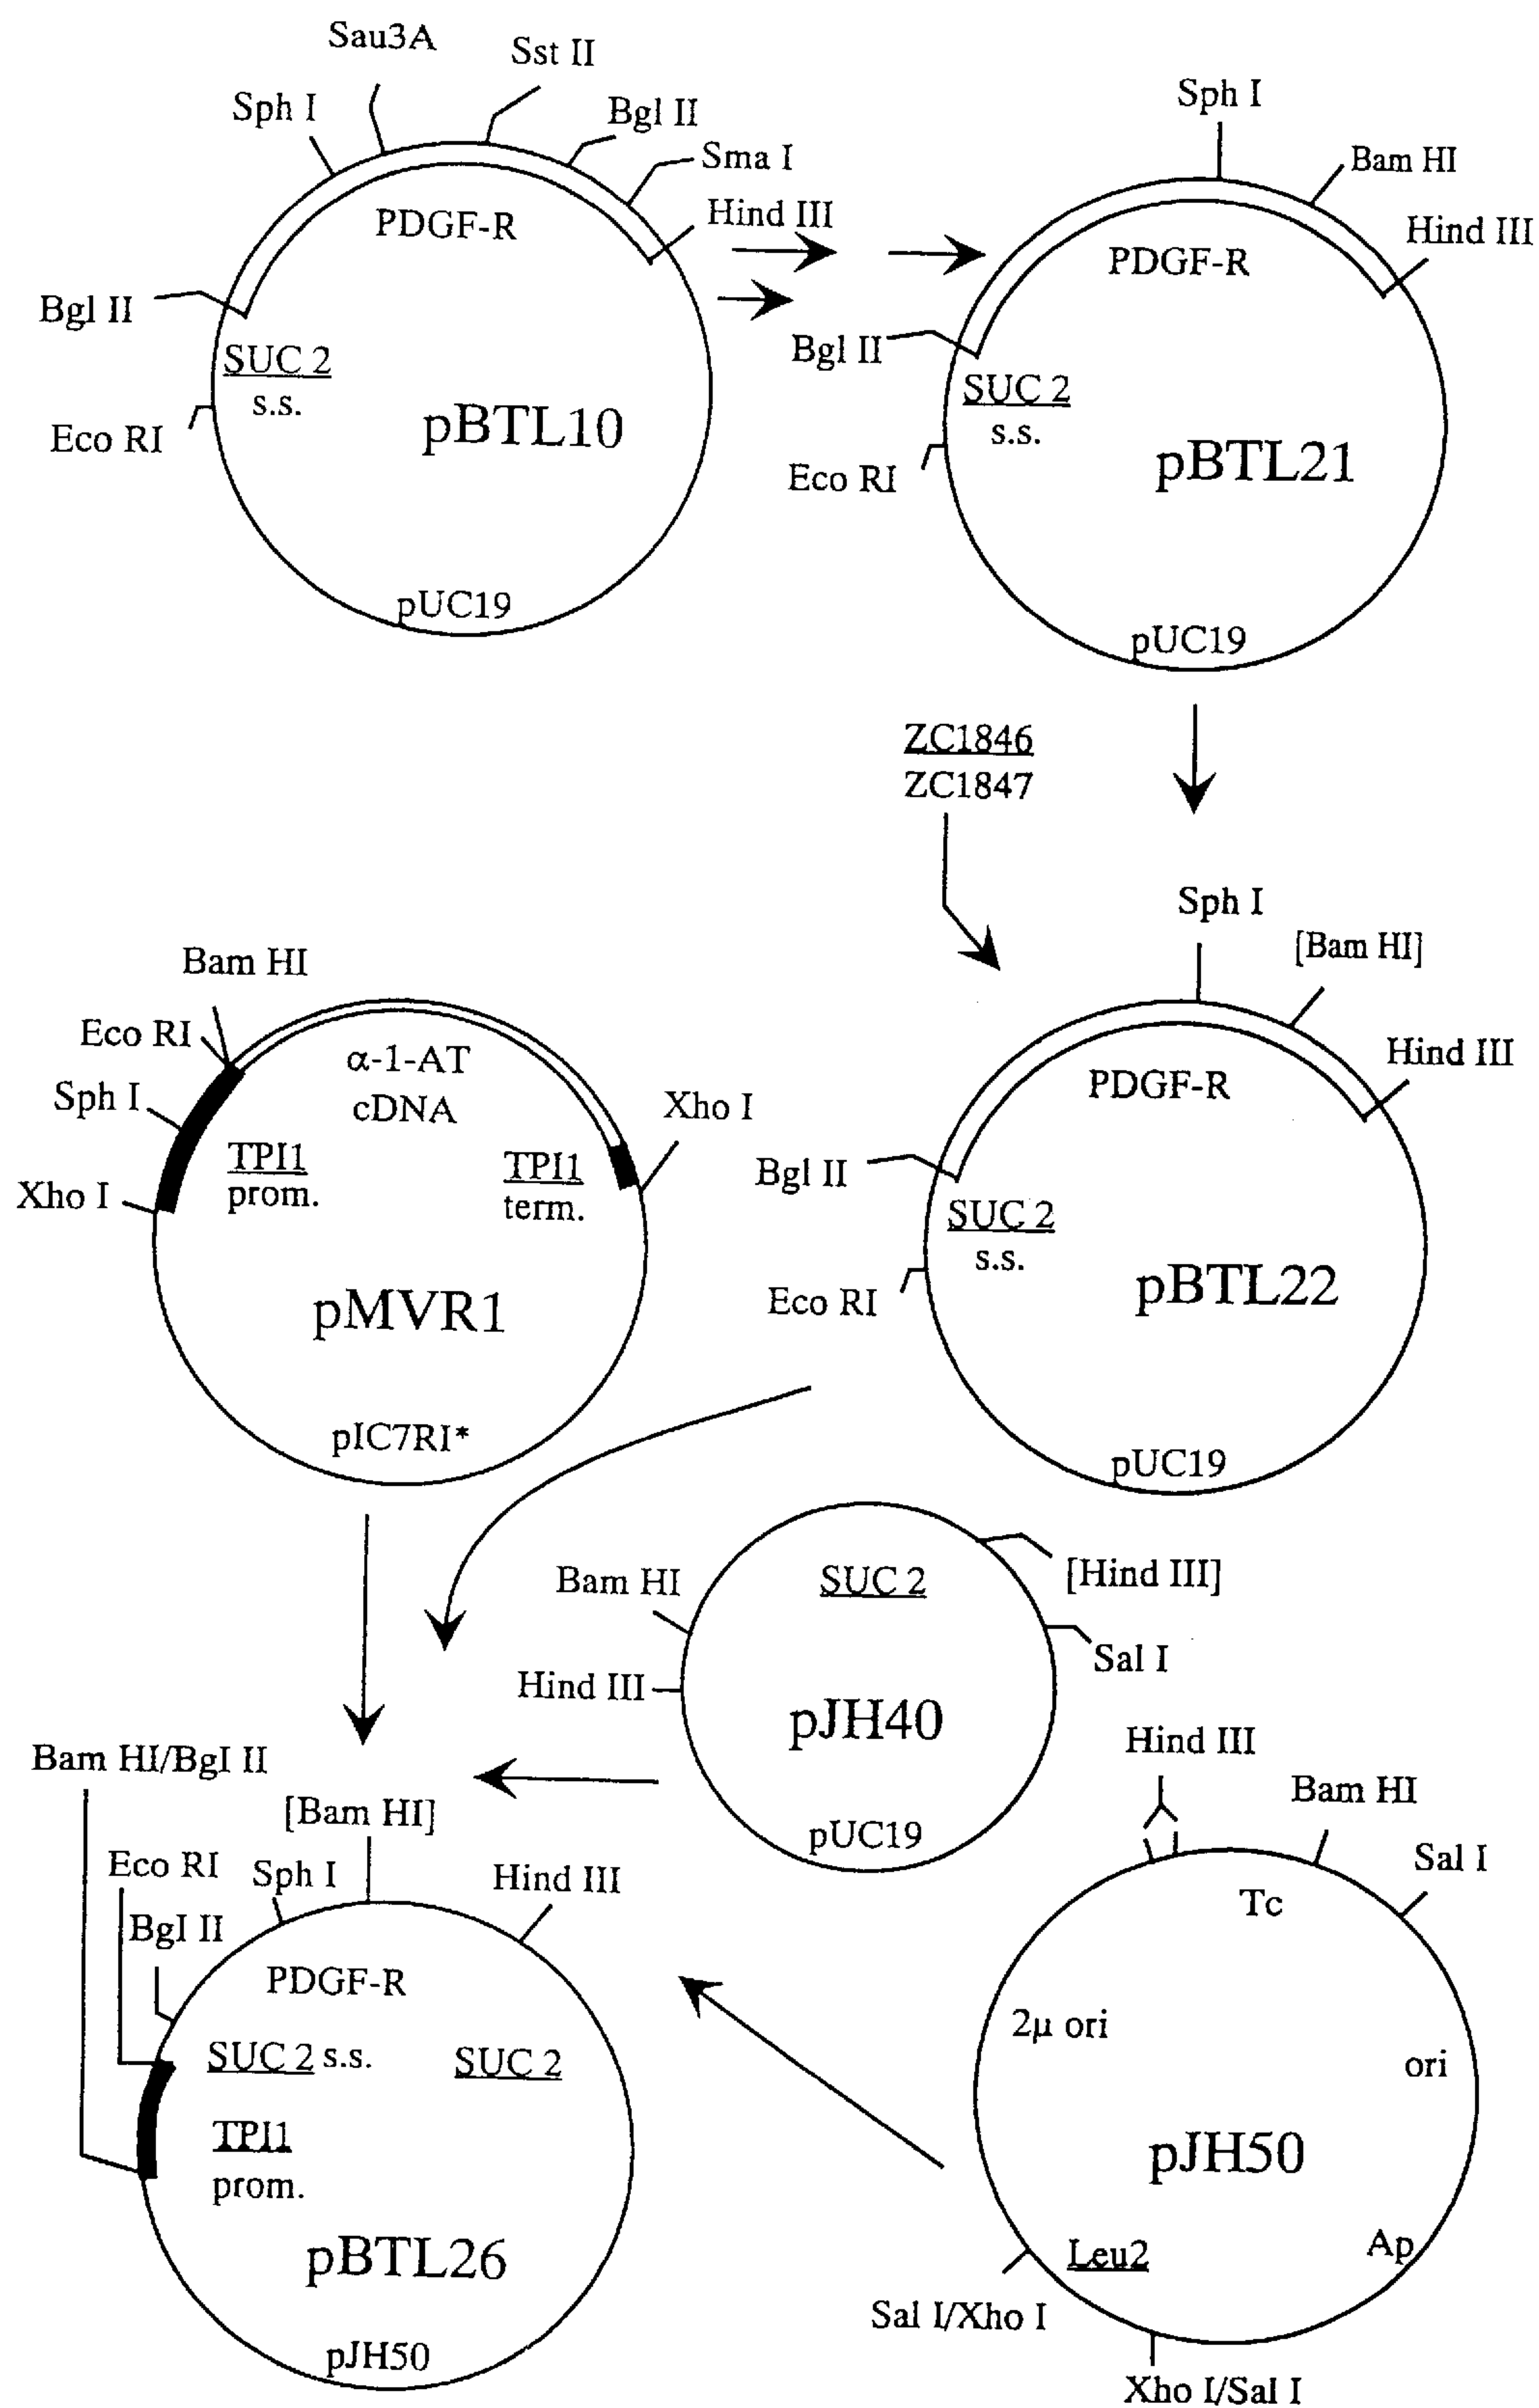 Sau3A
Sst II
Sph I
Bgl II
Sma I
Hind III
PDGF-R
Bgl II
SUC 2
s.s.
Eco RI
pBTL10
pUC19
Sph I
Bam HI
Hind III
PDGF-R
Bgl II
SUC 2
s.s.
Eco RI
pBTL21
pUC19
ZC1846
ZC1847
Sph I
[Bam HI]
Hind III
PDGF-R
Bgl II
SUC 2
s.s.
Eco RI
pBTL22
pUC19
Bam HI
Eco RI
Sph I
Xho I
α-1-AT
cDNA
TPI1
prom.
TPI1
term.
Xho I
pMVR1
pIC7RI*
Bam HI
SUC 2
[Hind III]
Sal I
Hind III
pJH40
pUC19
Bam HI/BgI II
[Bam HI]
Eco RI
Sph I
Hind III
BgI II
PDGF-R
SUC 2 s.s.
SUC 2
TPI1
prom.
pBTL26
pJH50
Hind III
Bam HI
Sal I
Tc
2µ ori
ori
pJH50
Leu2
Ap
Sal I/Xho I
Xho I/Sal I